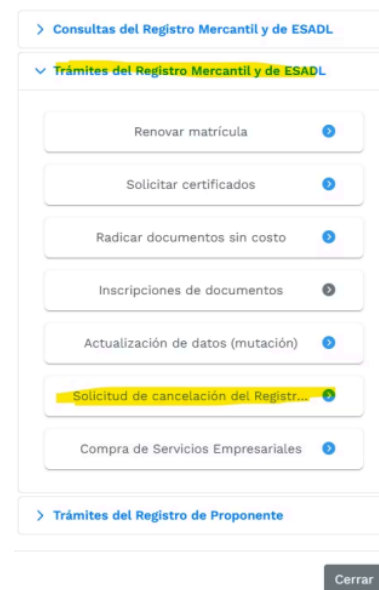 Consultas del Registro Mercantil y de ESADL
Trámites del Registro Mercantil y de ESADL
Renovar matrícula
Solicitar certificados
Radicar documentos sin costo
Inscripciones de documentos
Actualización de datos (mutación)
Solicitud de cancelación del Registr...
Compra de Servicios Empresariales
Trámites del Registro de Proponente
Cerrar